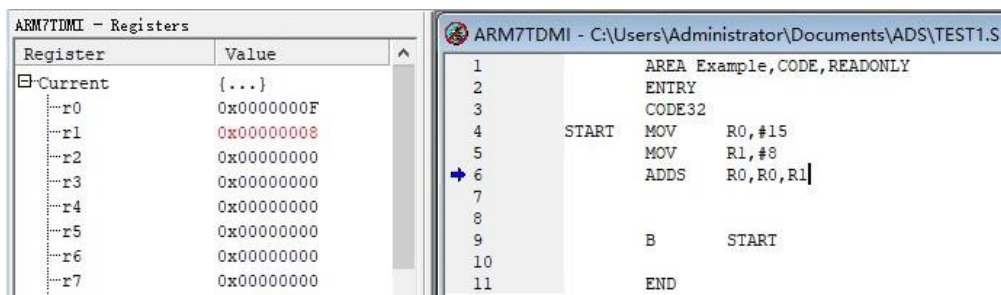 ARM7TDMI - Registers
Register Value
Current {...}
r0 0x0000000F
r1 0x00000008
r2 0x00000000
r3 0x00000000
r4 0x00000000
r5 0x00000000
r6 0x00000000
r7 0x00000000
ARM7TDMI - C:\Users\Administrator\Documents\ADS\TEST1.S
1 AREA Example,CODE,READONLY
2 ENTRY
3 CODE32
4 START MOV R0,#15
5 MOV R1,#8
6 ADDS R0,R0,R1
7
8
9 B START
10
11 END